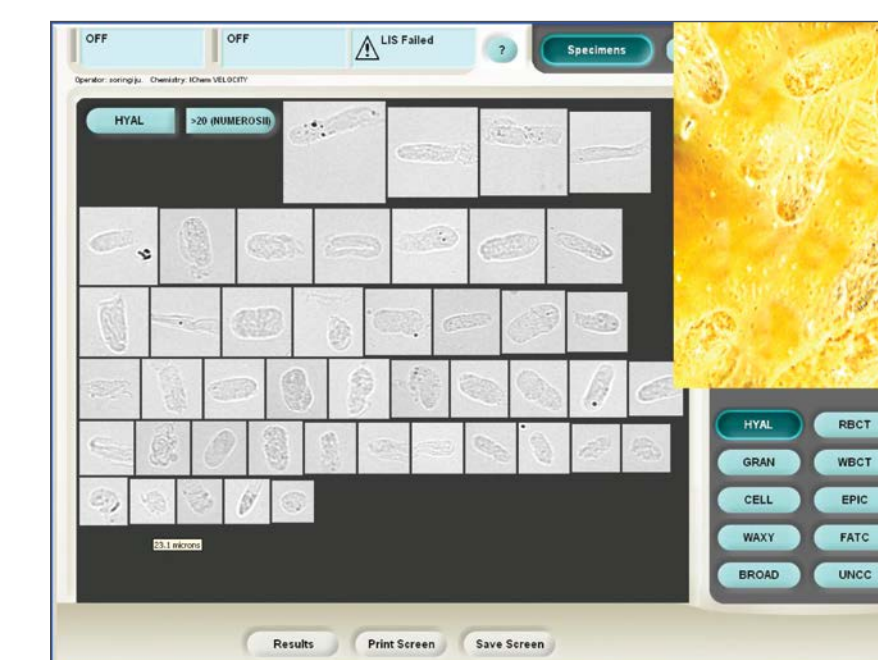 OFF
OFF
LIS Failed
?
Specimens
Operator: soringiju. Chemistry: IChem VELOCITY
HYAL
>20 (NUMEROSII)
23.1 microns
HYAL
RBCT
GRAN
WBCT
CELL
EPIC
WAXY
FATC
BROAD
UNCC
Results
Print Screen
Save Screen